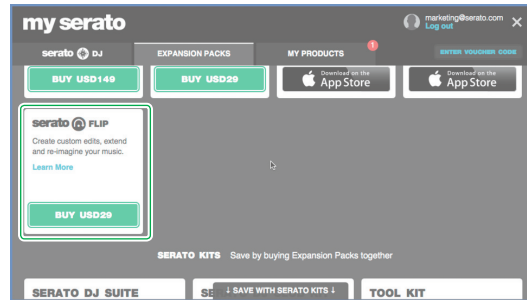 my serato
marketing@serato.com
Log out
serato DJ
EXPANSION PACKS
MY PRODUCTS
1
ENTER VOUCHER CODE
BUY USD149
BUY USD29
Download on the
App Store
Download on the
App Store
serato FLIP
Create custom edits, extend
and re-imagine your music.
Learn More
BUY USD29
SERATO KITS Save by buying Expansion Packs together
SERATO DJ SUITE
↓ SAVE WITH SERATO KITS ↓
TOOL KIT